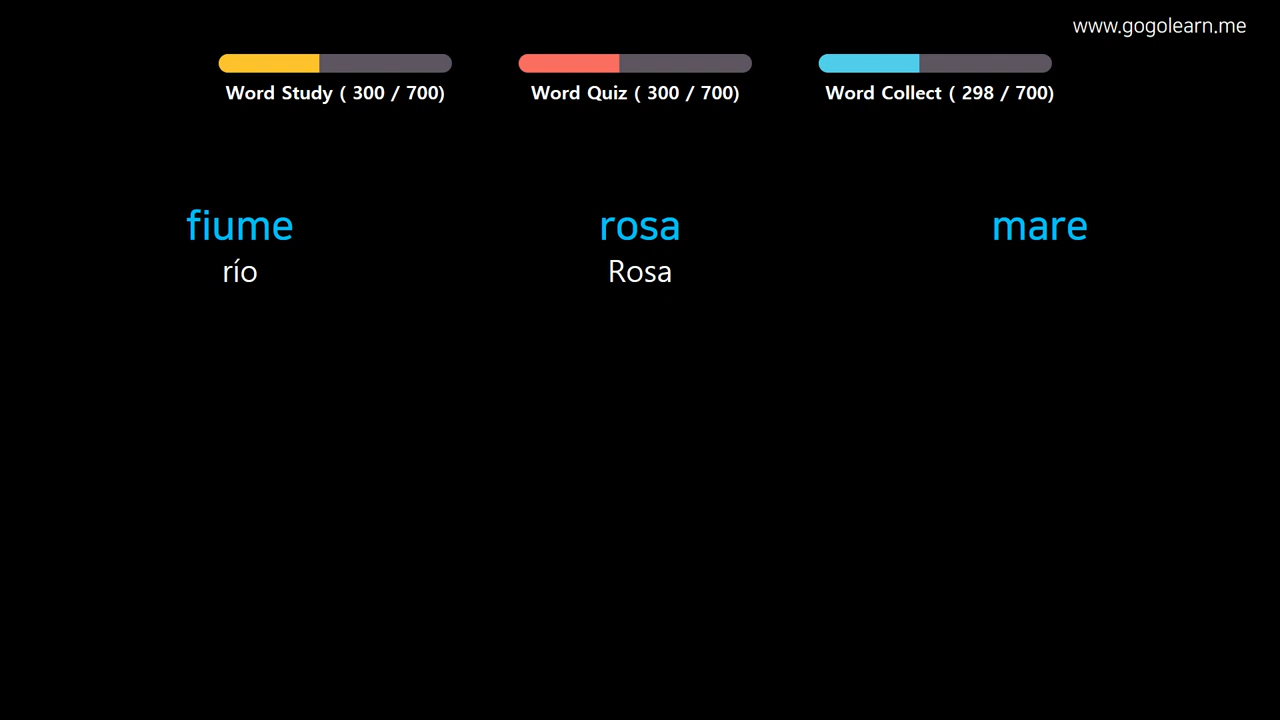 www.gogolearn.me
Word Study ( 300 / 700)
Word Quiz ( 300 / 700)
Word Collect ( 298 / 700)
fiume
río
rosa
Rosa
mare